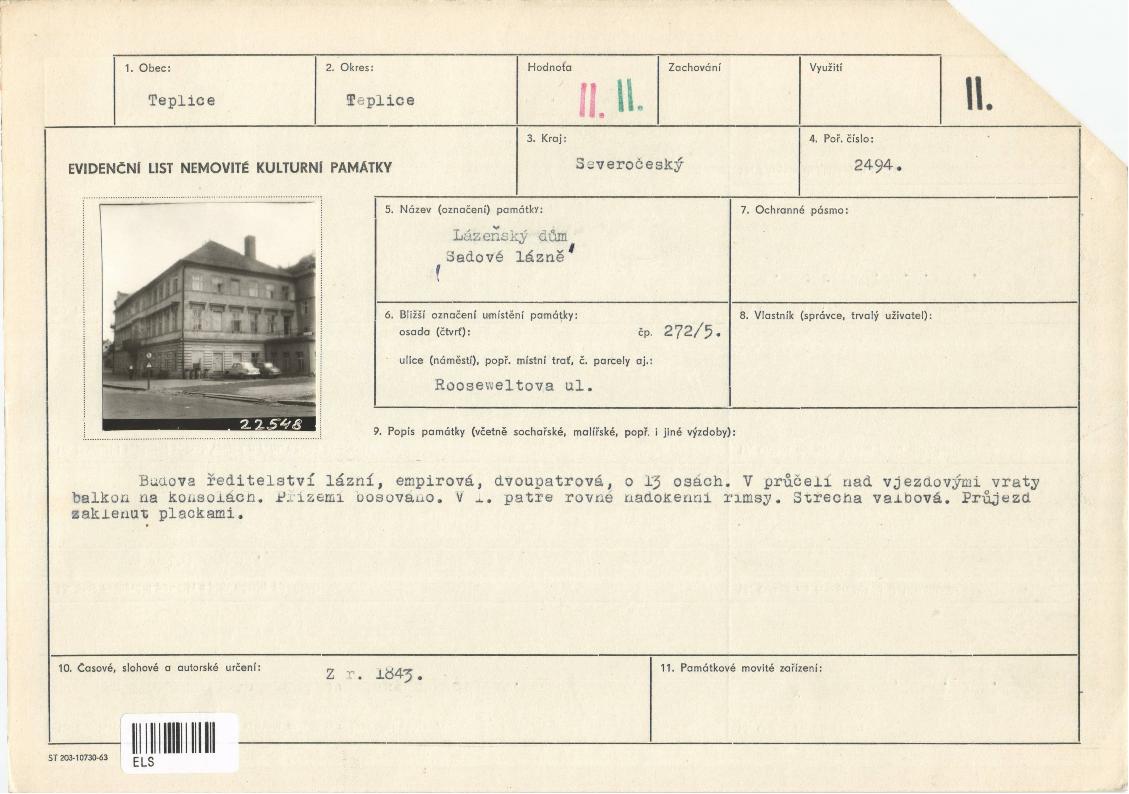 1. Obec:
Teplice
2. Okres:
Teplice
Hodnoťa
II. II.
Zachování
Využití
II.
EVIDENČNÍ LIST NEMOVITÉ KULTURNÍ PAMÁTKY
3. Kraj:
Severočeský
4. Poř. číslo:
2494.
22548
5. Název (označení) památky:
Lázeňský dům
"Sadové lázně"
7. Ochranné pásmo:
6. Bližší označení umístění památky:
osada (čtvrť): čp. 272/5.
ulice (náměstí), popř. místní trať, č. parcely aj.:
Rooseweltova ul.
8. Vlastník (správce, trvalý uživatel):
9. Popis památky (včetně sochařské, malířské, popř. i jiné výzdoby):
Budova ředitelství lázní, empirová, dvoupatrová, o 13 osách. V průčelí nad vjezdovými vraty
balkon na konsolách. Přízemí bosováno. V 1. patře rovné nadokenní římsy. Střecha valbová. Průjezd
zaklenut plackami.
10. Časové, slohové a autorské určení:
Z r. 1843.
11. Památkové movité zařízení:
ST 203-10730-63
ELS